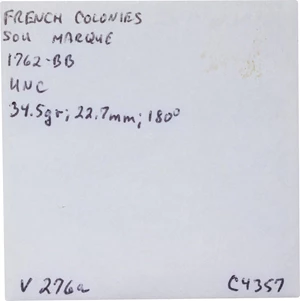 FRENCH COLONIES
SOU MARQUE
1762-BB
UNC
34.5gr; 22.7mm; 180°
V 276a C4357